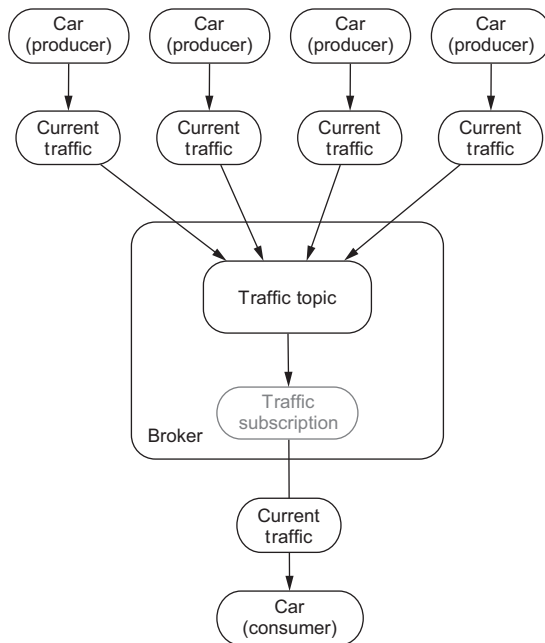 Car
(producer)
Car
(producer)
Car
(producer)
Car
(producer)
Current
traffic
Current
traffic
Current
traffic
Current
traffic
Traffic topic
Traffic
subscription
Broker
Current
traffic
Car
(consumer)